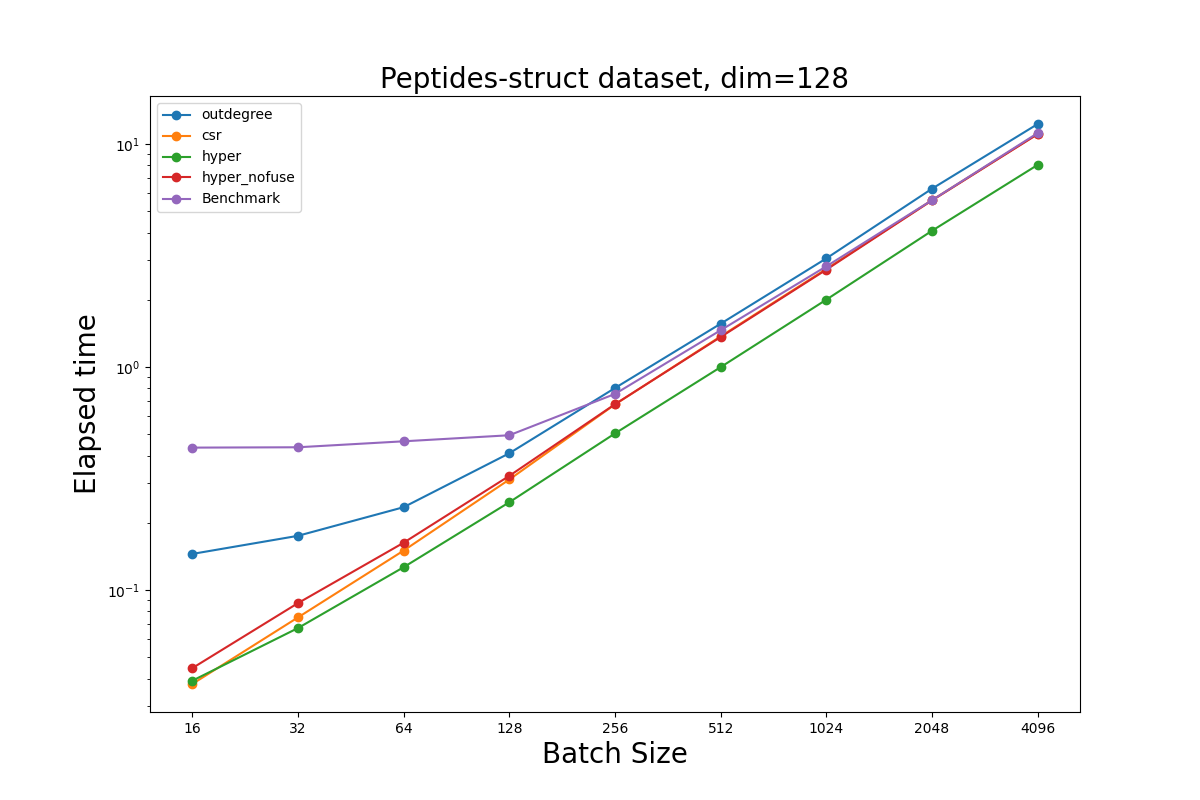 Peptides-struct dataset, dim=128
outdegree
csr
hyper
hyper_nofuse
Benchmark
10¹
10⁰
10⁻¹
Elapsed time
16 32 64 128 256 512 1024 2048 4096
Batch Size